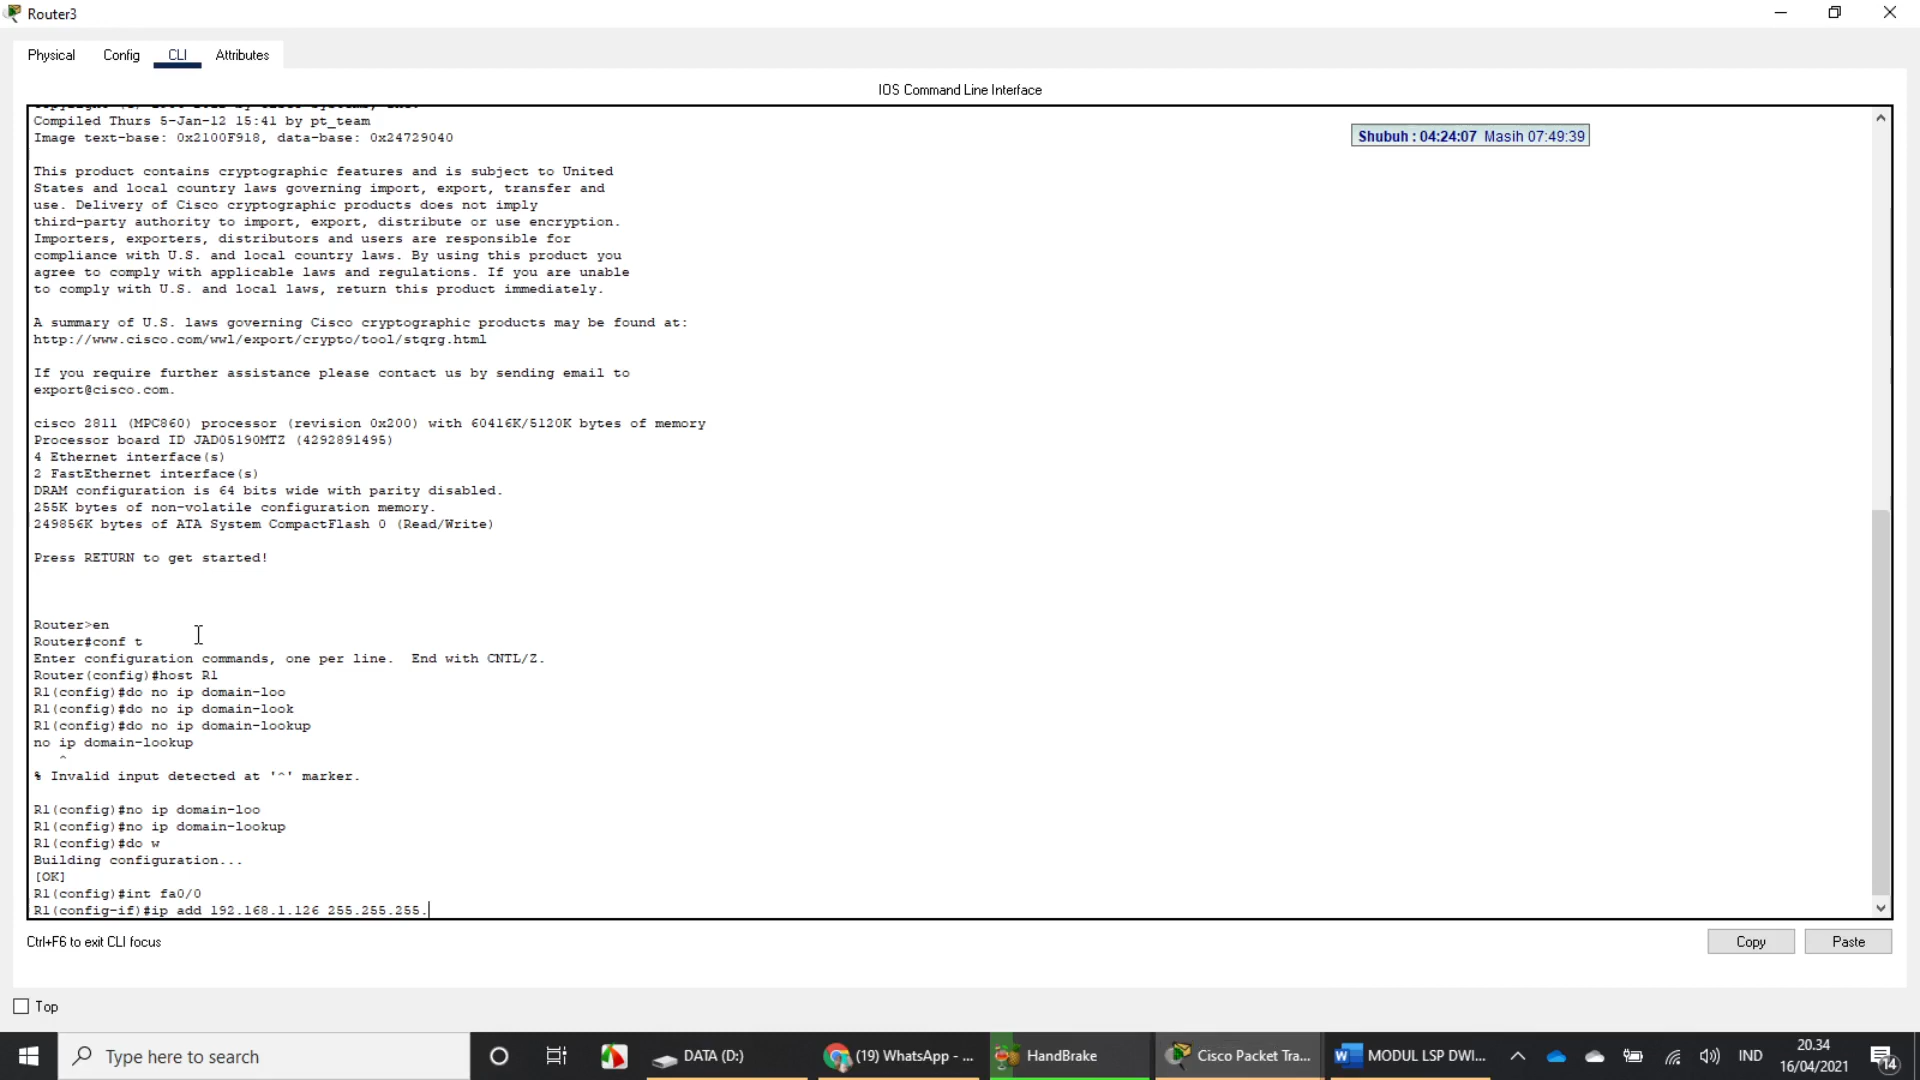 Router3
Physical Config CLI Attributes
IOS Command Line Interface
Compiled Thurs 5-Jan-12 15:41 by pt_team
Image text-base: 0x2100F918, data-base: 0x24729040
Shubuh : 04:24:07 Masih 07:49:39
This product contains cryptographic features and is subject to United
States and local country laws governing import, export, transfer and
use. Delivery of Cisco cryptographic products does not imply
third-party authority to import, export, distribute or use encryption.
Importers, exporters, distributors and users are responsible for
compliance with U.S. and local country laws. By using this product you
agree to comply with applicable laws and regulations. If you are unable
to comply with U.S. and local laws, return this product immediately.
A summary of U.S. laws governing Cisco cryptographic products may be found at:
http://www.cisco.com/wwl/export/crypto/tool/stqrg.html
If you require further assistance please contact us by sending email to
export@cisco.com.
cisco 2811 (MPC860) processor (revision 0x200) with 60416K/5120K bytes of memory
Processor board ID JAD05190MTZ (4292891495)
4 Ethernet interface(s)
2 FastEthernet interface(s)
DRAM configuration is 64 bits wide with parity disabled.
255K bytes of non-volatile configuration memory.
249856K bytes of ATA System CompactFlash 0 (Read/Write)
Press RETURN to get started!
Router>en
Router#conf t
Enter configuration commands, one per line.  End with CNTL/Z.
Router(config)#host R1
R1(config)#do no ip domain-loo
R1(config)#do no ip domain-look
R1(config)#do no ip domain-lookup
no ip domain-lookup
^
% Invalid input detected at '^' marker.
R1(config)#no ip domain-loo
R1(config)#no ip domain-lookup
R1(config)#do w
Building configuration...
[OK]
R1(config)#int fa0/0
R1(config-if)#ip add 192.168.1.126 255.255.255.
Ctrl+F6 to exit CLI focus
Copy Paste
Top
Type here to search
DATA (D:)
(19) WhatsApp - ...
HandBrake
Cisco Packet Tra...
MODUL LSP DWI...
IND
20.34
16/04/2021
14